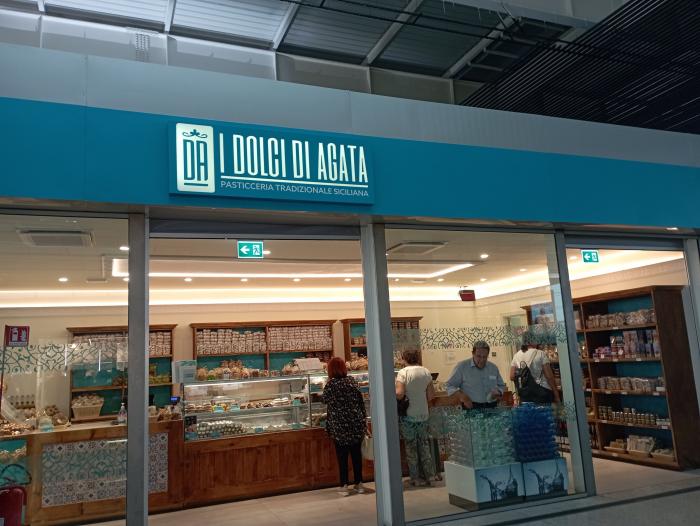 DA
I DOLCI DI AGATA
PASTICCERIA TRADIZIONALE SICILIANA